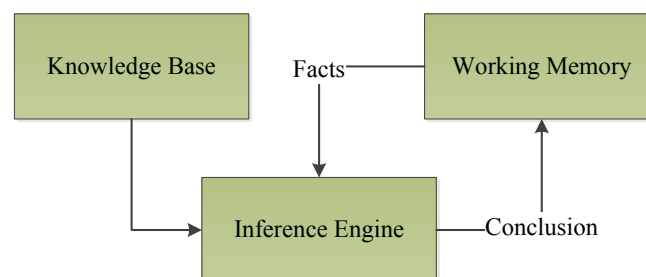 Knowledge Base
Facts
Working Memory
Inference Engine
Conclusion